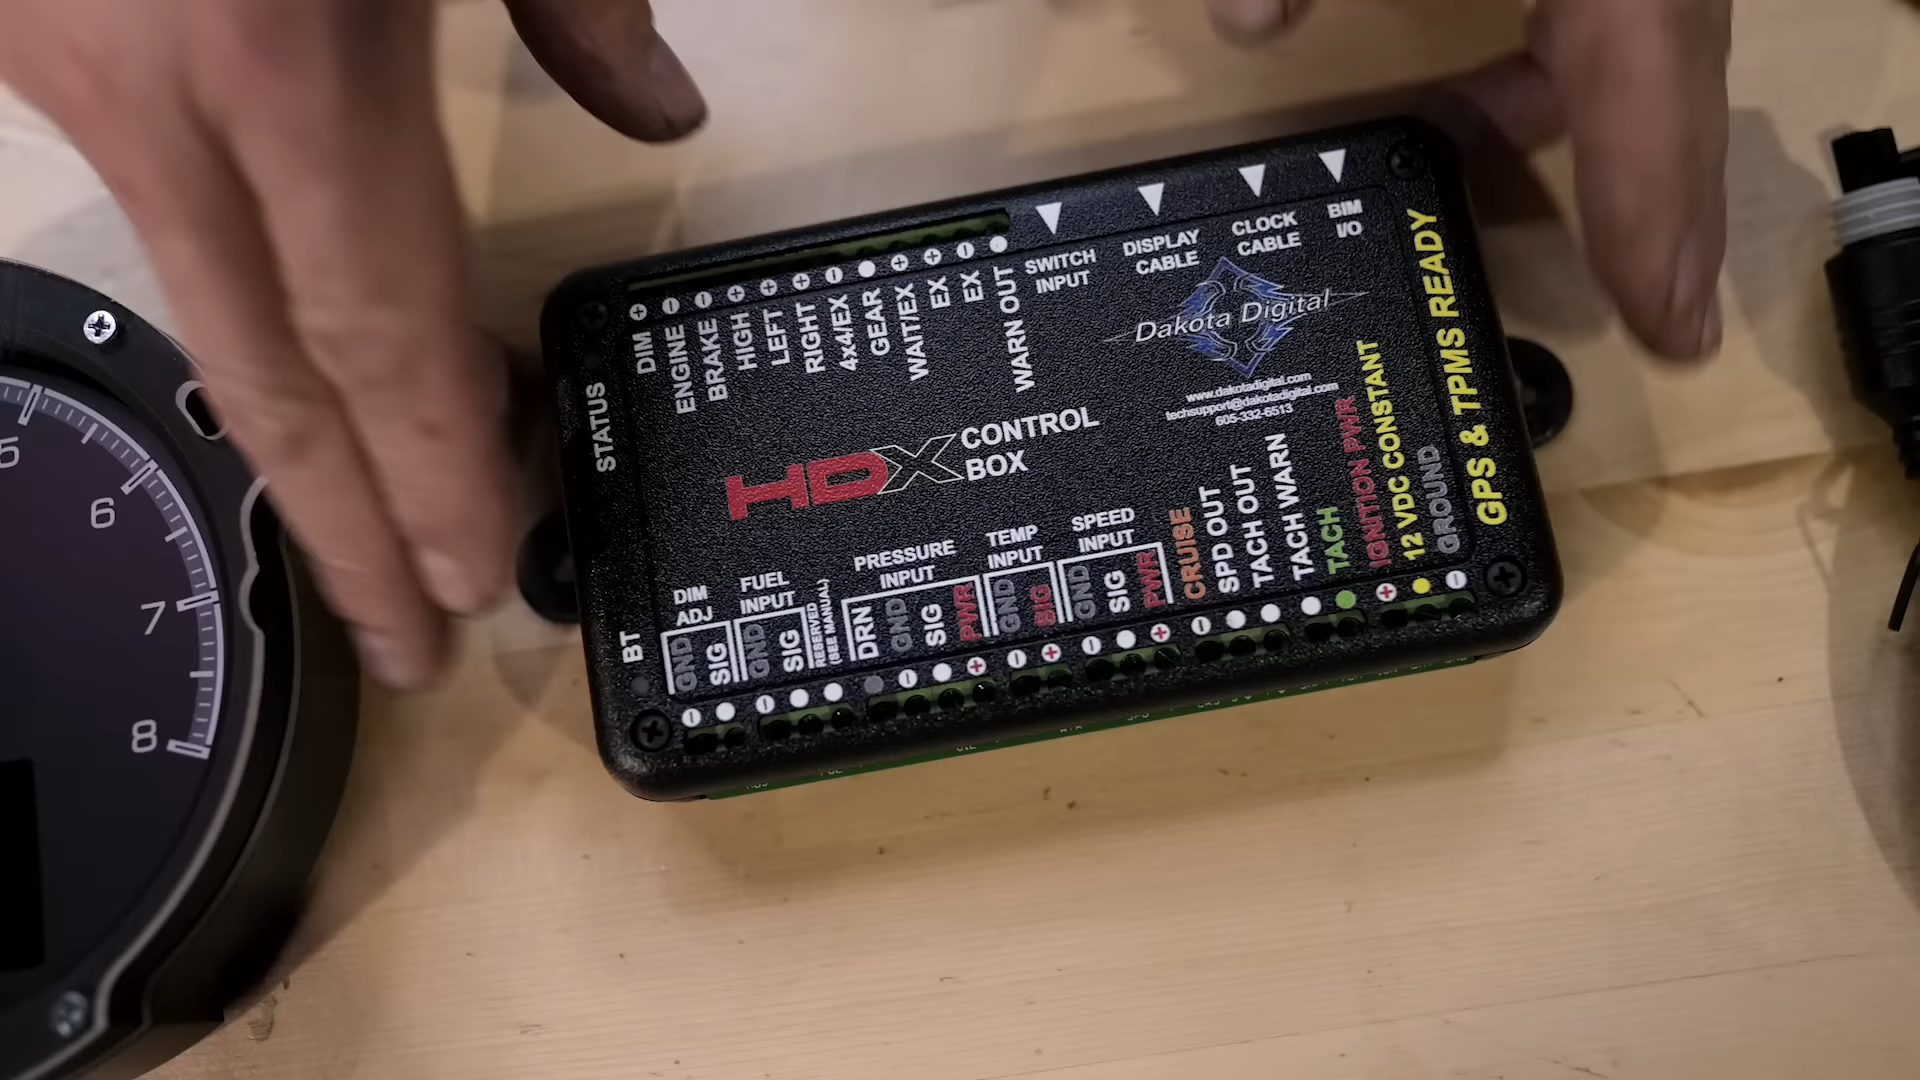 5
6
7
8
STATUS
BT
DIM
ENGINE
BRAKE
HIGH
LEFT
RIGHT
4x4/EX
GEAR
WAIT/EX
EX
EX
WARN OUT
SWITCH
INPUT
DISPLAY
CABLE
CLOCK
CABLE
BIM
I/O
Dakota Digital
www.dakotadigital.com
techsupport@dakotadigital.com
605-332-6513
HDX CONTROL
BOX
DIM
ADJ
GND
SIG
FUEL
INPUT
GND
SIG
RESERVED
(SEE MANUAL)
PRESSURE
INPUT
DRN
GND
SIG
PWR
TEMP
INPUT
GND
SIG
SPEED
INPUT
GND
SIG
PWR
CRUISE
SPD OUT
TACH OUT
TACH WARN
TACH
IGNITION PWR
12 VDC CONSTANT
GROUND
GPS & TPMS READY